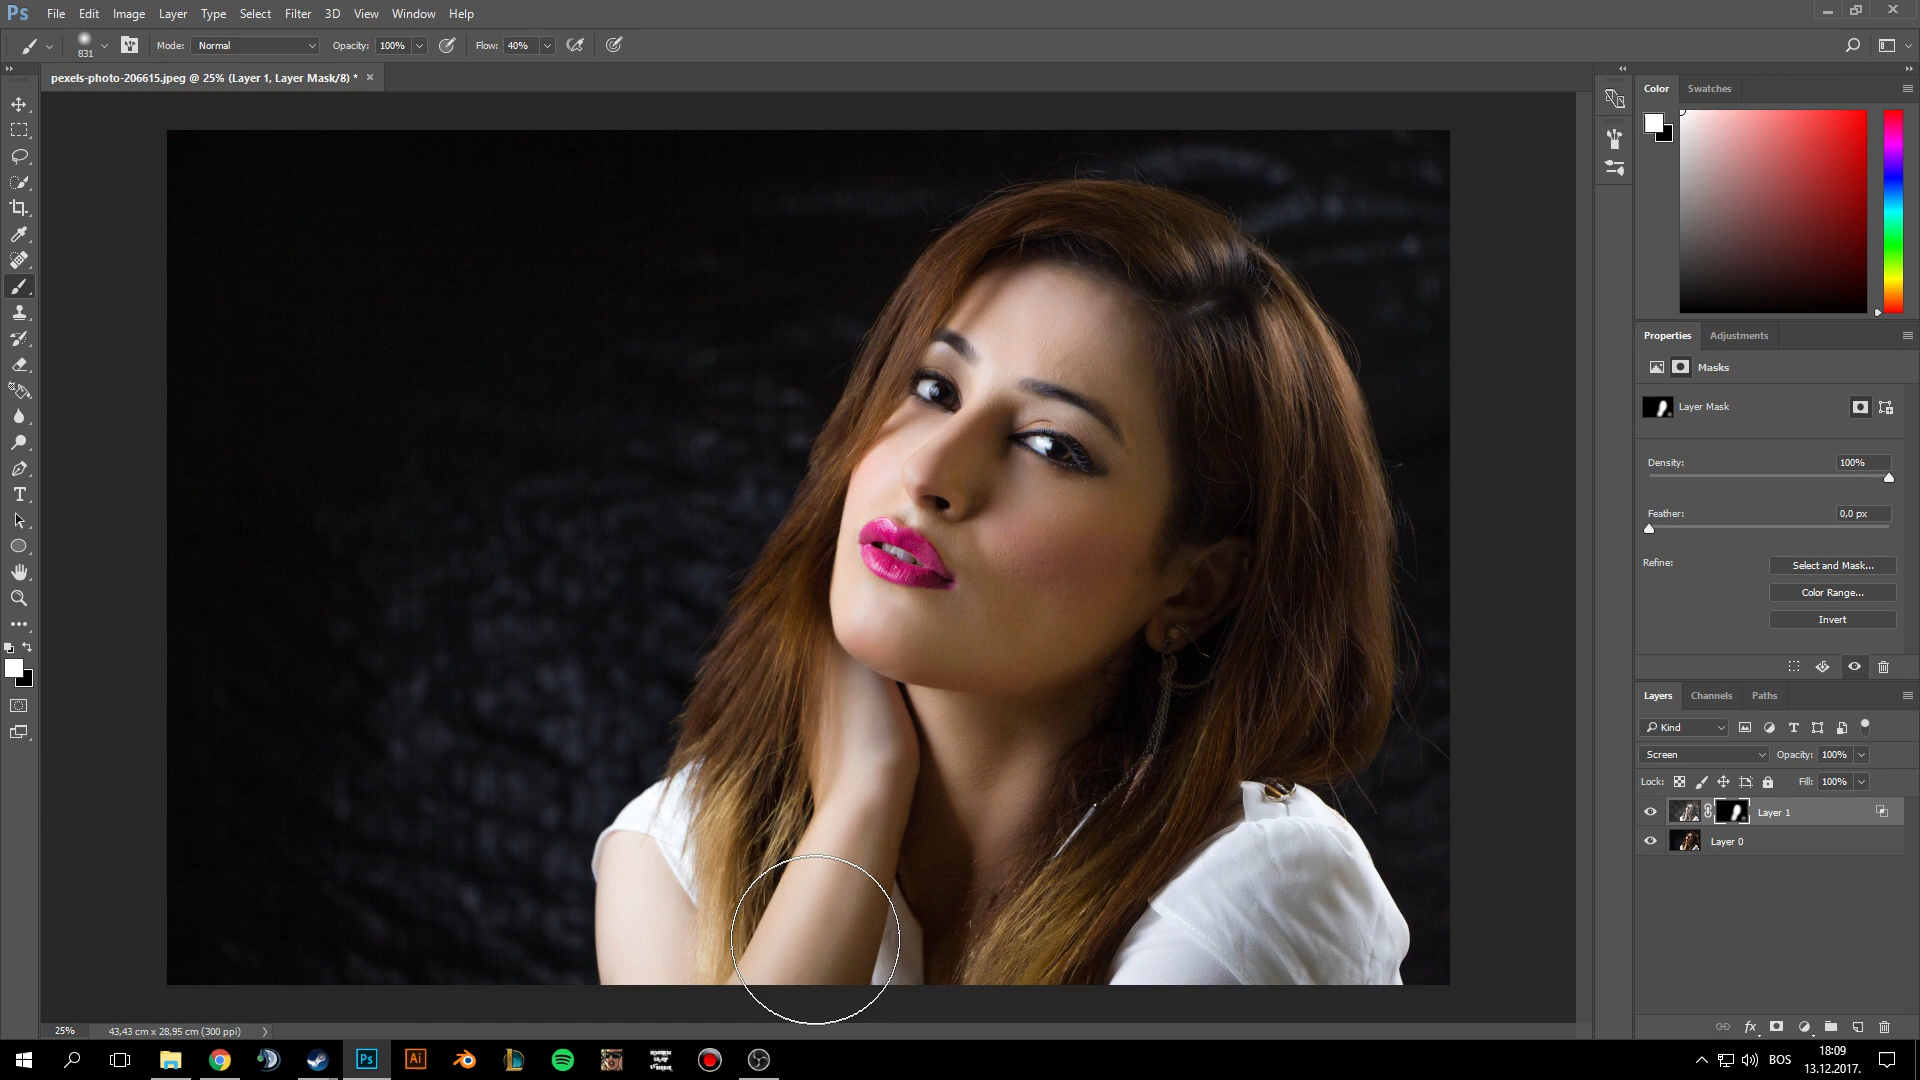 Ps File Edit Image Layer Type Select Filter 3D View Window Help
831 Mode: Normal Opacity: 100% Flow: 40%
pexels-photo-206615.jpeg @ 25% (Layer 1, Layer Mask/8) * ×
Color Swatches
Properties Adjustments
Masks
Layer Mask
Density: 100%
Feather: 0,0 px
Refine: Select and Mask...
Color Range...
Invert
Layers Channels Paths
Kind
Screen Opacity: 100%
Lock: Fill: 100%
Layer 1
Layer 0
fx
25% 43,43 cm x 28,95 cm (300 ppi)
Ps Ai BOS 18:09
13.12.2017.